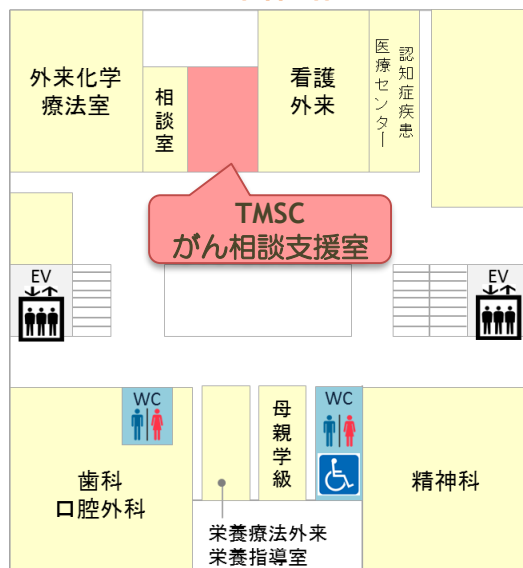 外来化学
療法室
相談室
看護
外来
認知症疾患
医療センター
TMSC
がん相談支援室
EV
EV
WC
WC
母親学級
歯科
口腔外科
精神科
栄養療法外来
栄養指導室